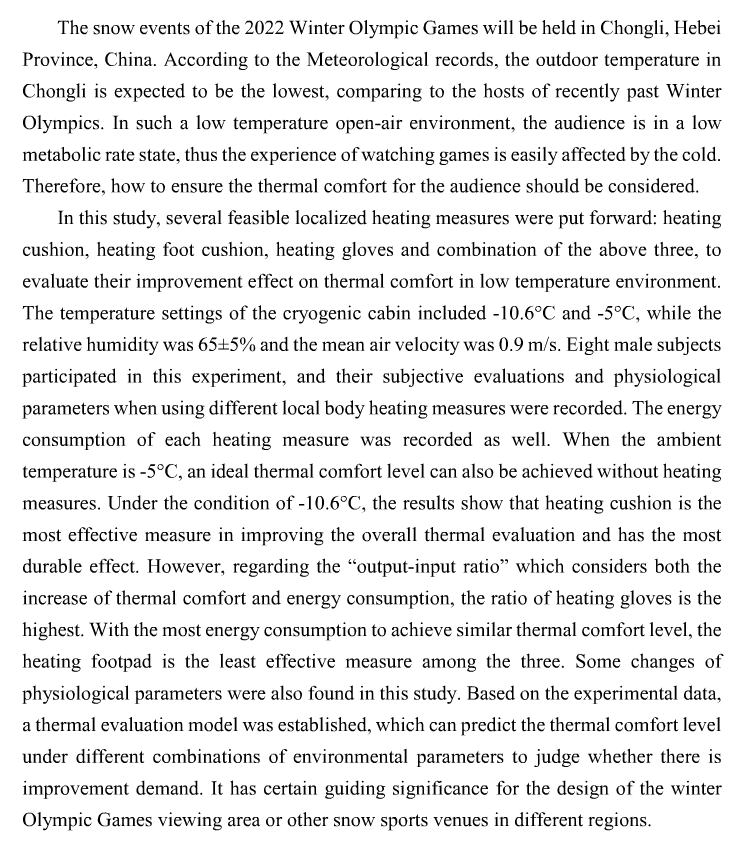 The snow events of the 2022 Winter Olympic Games will be held in Chongli, Hebei
Province, China. According to the Meteorological records, the outdoor temperature in
Chongli is expected to be the lowest, comparing to the hosts of recently past Winter
Olympics. In such a low temperature open-air environment, the audience is in a low
metabolic rate state, thus the experience of watching games is easily affected by the cold.
Therefore, how to ensure the thermal comfort for the audience should be considered.
In this study, several feasible localized heating measures were put forward: heating
cushion, heating foot cushion, heating gloves and combination of the above three, to
evaluate their improvement effect on thermal comfort in low temperature environment.
The temperature settings of the cryogenic cabin included -10.6°C and -5°C, while the
relative humidity was 65±5% and the mean air velocity was 0.9 m/s. Eight male subjects
participated in this experiment, and their subjective evaluations and physiological
parameters when using different local body heating measures were recorded. The energy
consumption of each heating measure was recorded as well. When the ambient
temperature is -5°C, an ideal thermal comfort level can also be achieved without heating
measures. Under the condition of -10.6°C, the results show that heating cushion is the
most effective measure in improving the overall thermal evaluation and has the most
durable effect. However, regarding the “output-input ratio” which considers both the
increase of thermal comfort and energy consumption, the ratio of heating gloves is the
highest. With the most energy consumption to achieve similar thermal comfort level, the
heating footpad is the least effective measure among the three. Some changes of
physiological parameters were also found in this study. Based on the experimental data,
a thermal evaluation model was established, which can predict the thermal comfort level
under different combinations of environmental parameters to judge whether there is
improvement demand. It has certain guiding significance for the design of the winter
Olympic Games viewing area or other snow sports venues in different regions.